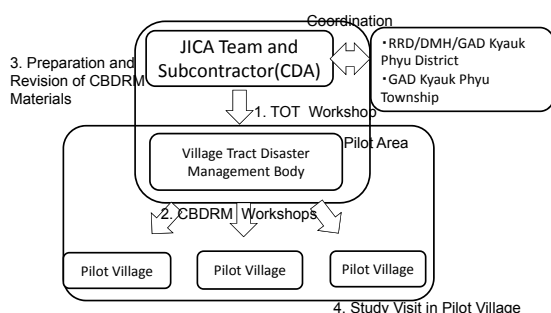 Coordination
3. Preparation and
Revision of CBDRM
Materials
JICA Team and
Subcontractor(CDA)
・RRD/DMH/GAD Kyauk
Phyu District
・GAD Kyauk Phyu
Township
1. TOT Workshop
Pilot Area
Village Tract Disaster
Management Body
2. CBDRM Workshops
Pilot Village
Pilot Village
Pilot Village
4. Study Visit in Pilot Village